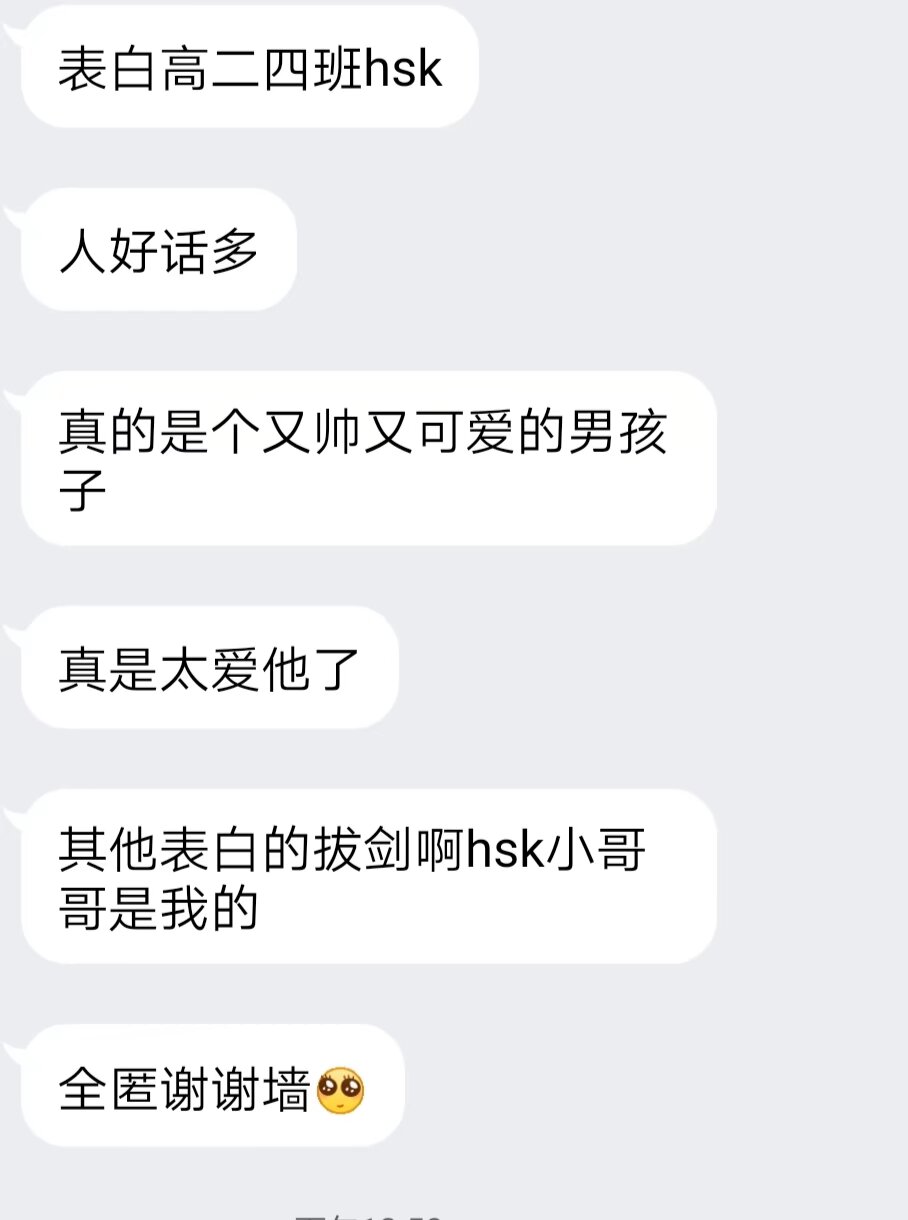 表白高二四班hsk
人好话多
真的是个又帅又可爱的男孩
子
真是太爱他了
其他表白的拔剑啊hsk小哥
哥是我的
全匿谢谢墙🥺